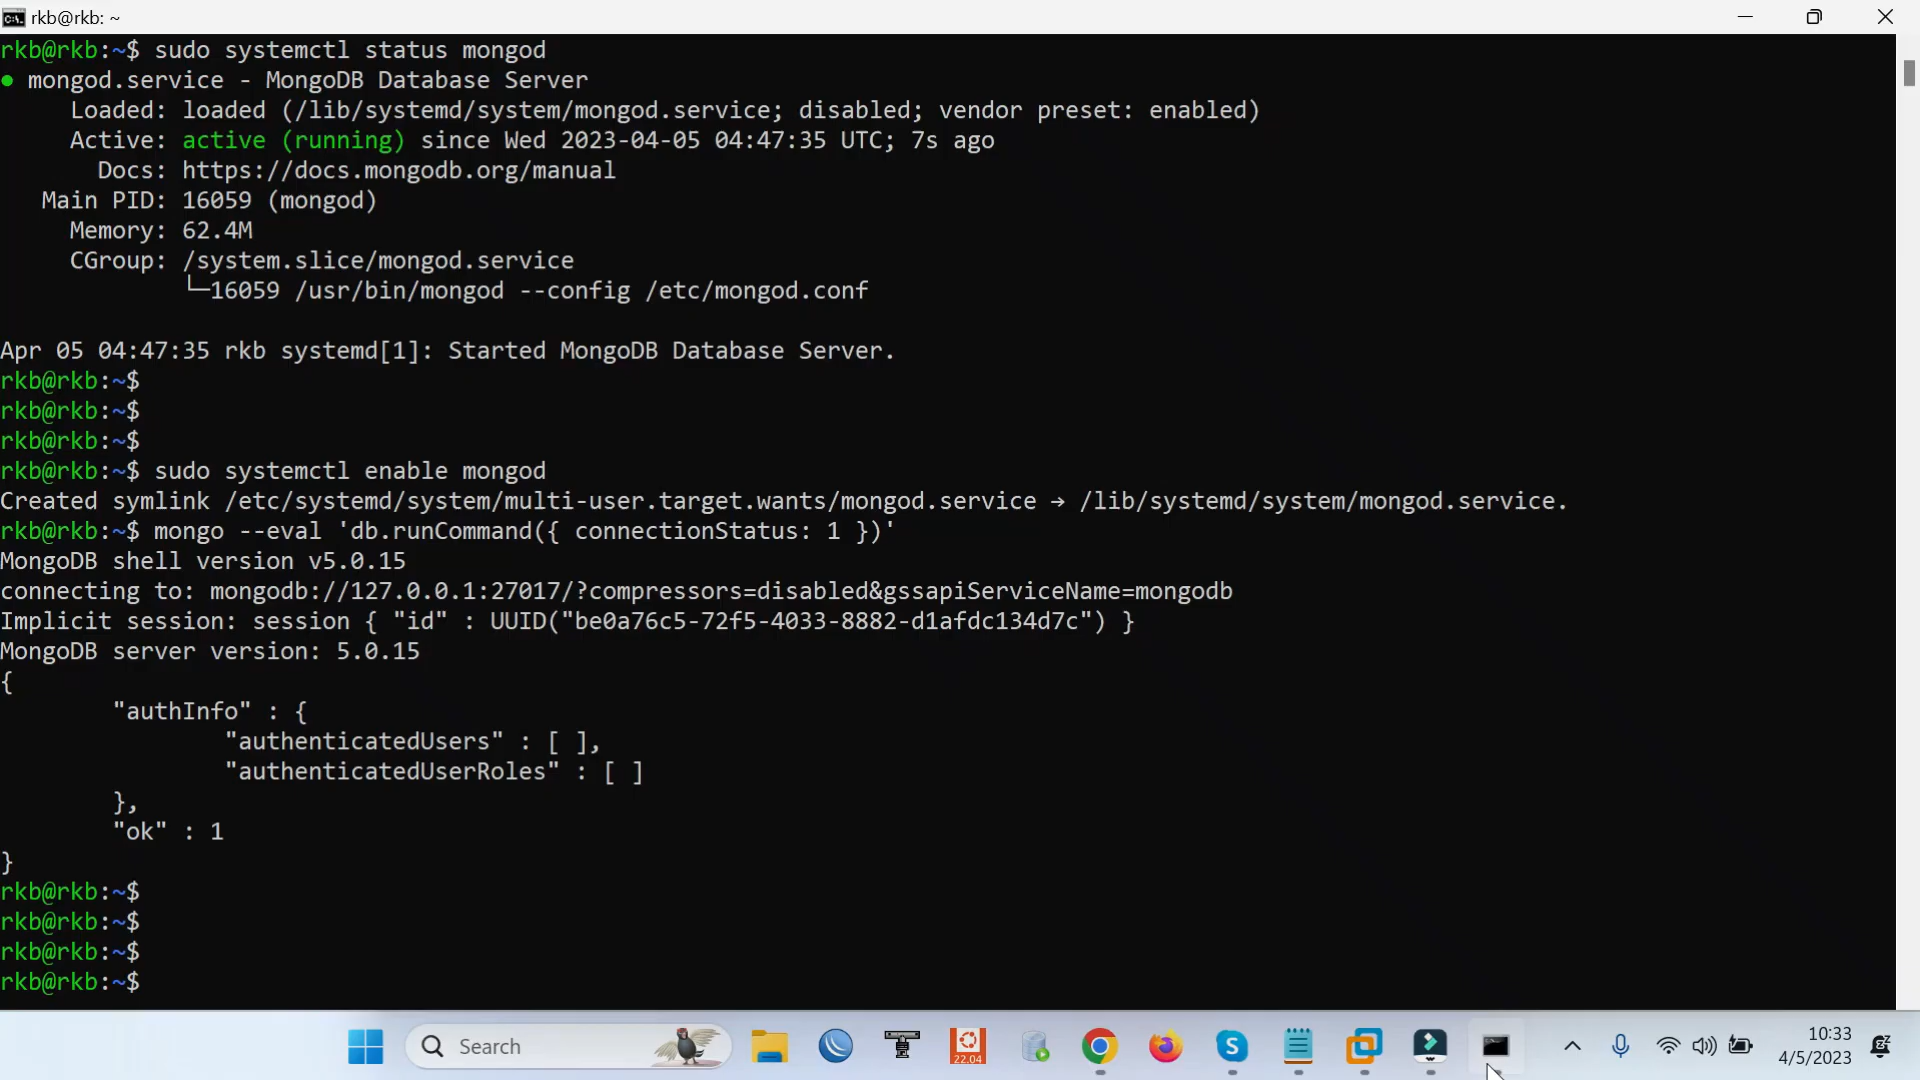 rkb@rkb: ~
rkb@rkb:~$ sudo systemctl status mongod
● mongod.service - MongoDB Database Server
     Loaded: loaded (/lib/systemd/system/mongod.service; disabled; vendor preset: enabled)
     Active: active (running) since Wed 2023-04-05 04:47:35 UTC; 7s ago
       Docs: https://docs.mongodb.org/manual
   Main PID: 16059 (mongod)
     Memory: 62.4M
     CGroup: /system.slice/mongod.service
             └─16059 /usr/bin/mongod --config /etc/mongod.conf
Apr 05 04:47:35 rkb systemd[1]: Started MongoDB Database Server.
rkb@rkb:~$
rkb@rkb:~$
rkb@rkb:~$
rkb@rkb:~$ sudo systemctl enable mongod
Created symlink /etc/systemd/system/multi-user.target.wants/mongod.service → /lib/systemd/system/mongod.service.
rkb@rkb:~$ mongo --eval 'db.runCommand({ connectionStatus: 1 })'
MongoDB shell version v5.0.15
connecting to: mongodb://127.0.0.1:27017/?compressors=disabled&gssapiServiceName=mongodb
Implicit session: session { "id" : UUID("be0a76c5-72f5-4033-8882-d1afdc134d7c") }
MongoDB server version: 5.0.15
{
        "authInfo" : {
                "authenticatedUsers" : [ ],
                "authenticatedUserRoles" : [ ]
        },
        "ok" : 1
}
rkb@rkb:~$
rkb@rkb:~$
rkb@rkb:~$
rkb@rkb:~$
Search
22.04
S
10:33
4/5/2023